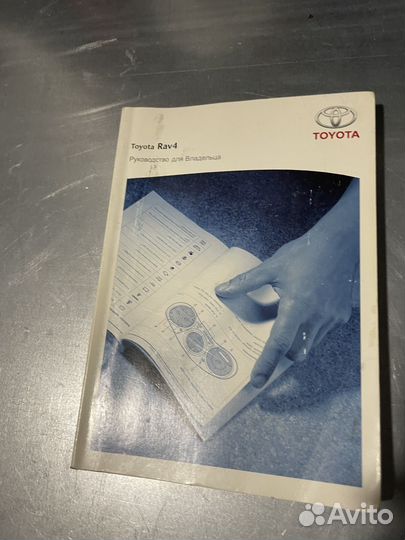 TOYOTA
Toyota Rav4
Руководство для Владельца
Avito